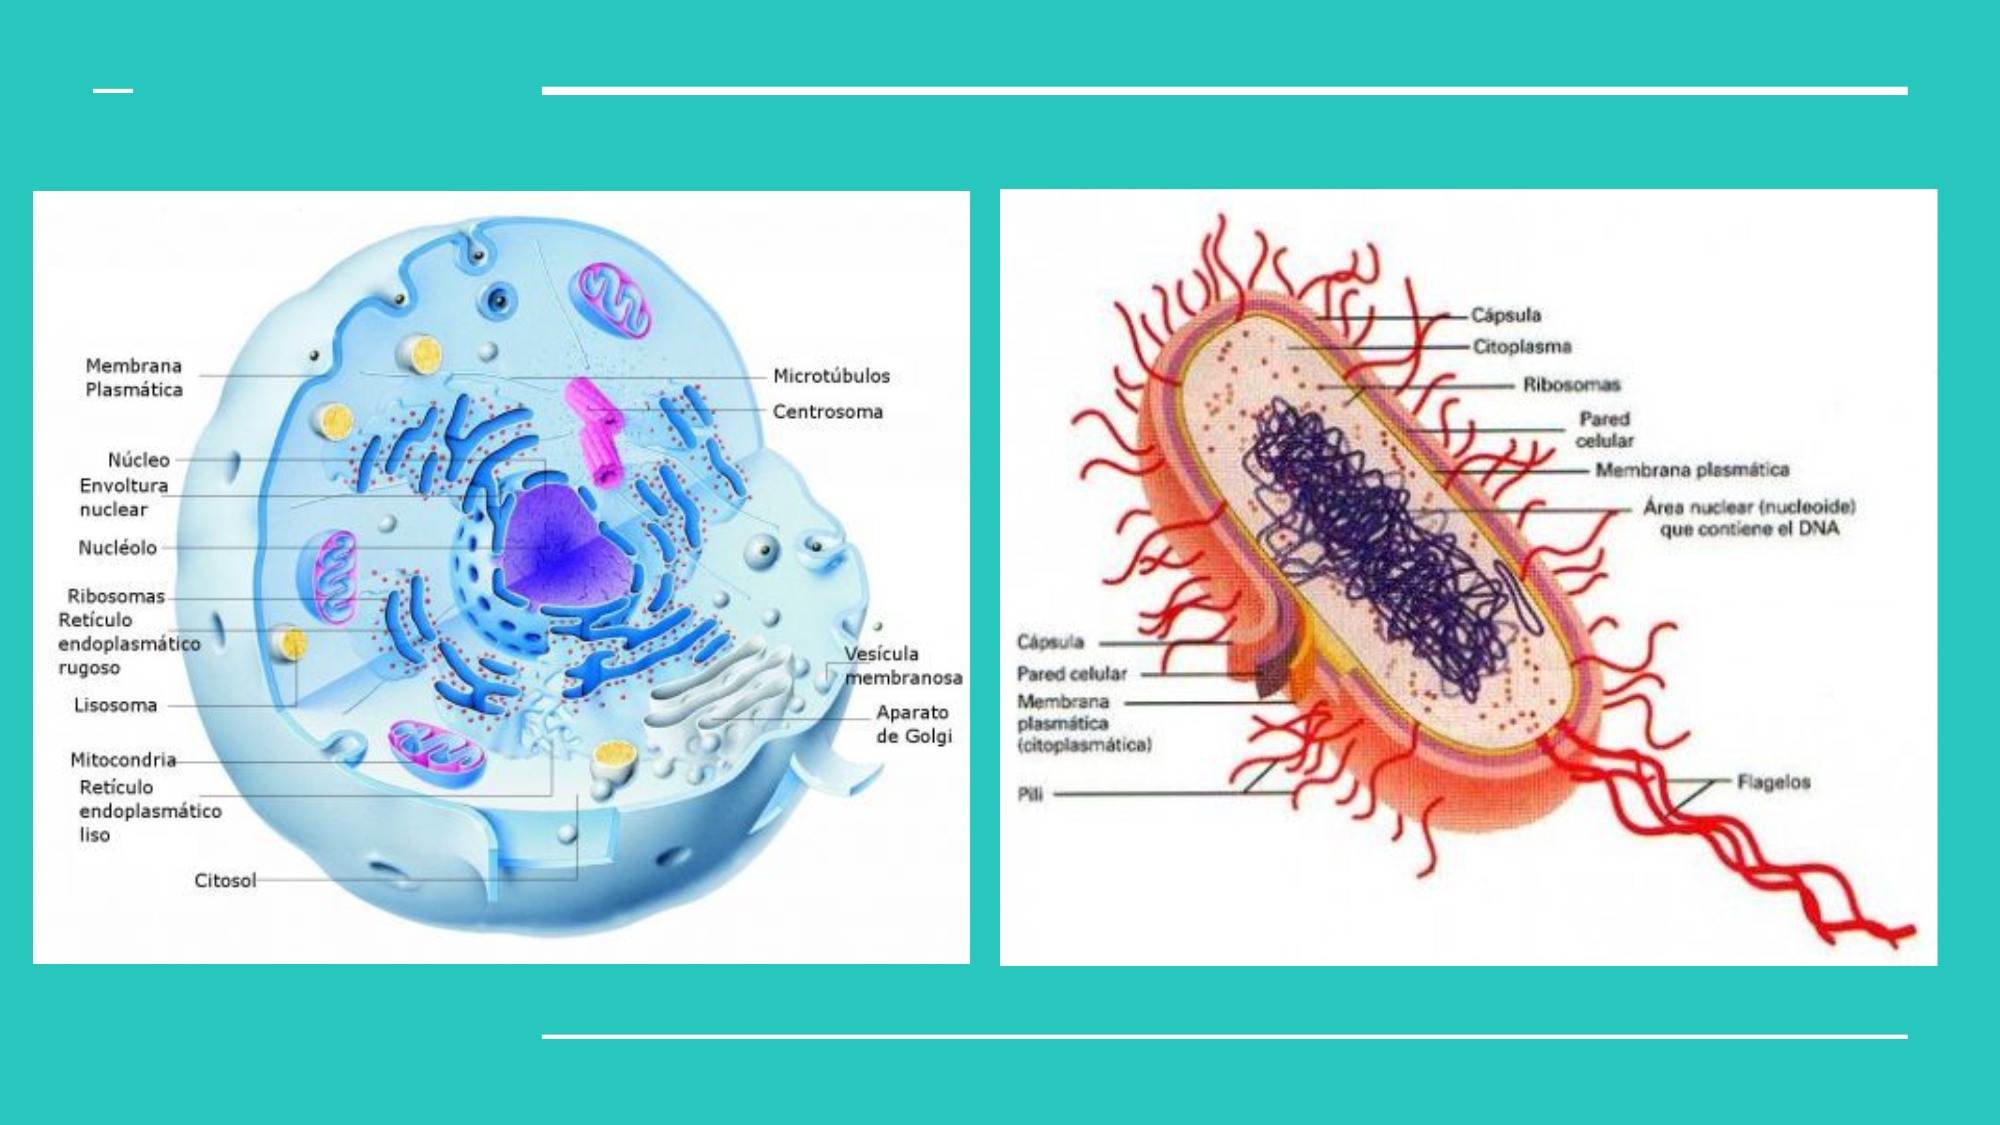 Membrana
Plasmática
Núcleo
Envoltura
nuclear
Nucléolo
Ribosomas
Retículo
endoplasmático
rugoso
Lisosoma
Mitocondria
Retículo
endoplasmático
liso
Citosol
Microtúbulos
Centrosoma
Vesícula
membranosa
Aparato
de Golgi
Cápsula
Citoplasma
Ribosomas
Pared
celular
Membrana plasmática
Área nuclear (nucleoide)
que contiene el DNA
Cápsula
Pared celular
Membrana
plasmática
(citoplasmática)
Pili
Flagelos